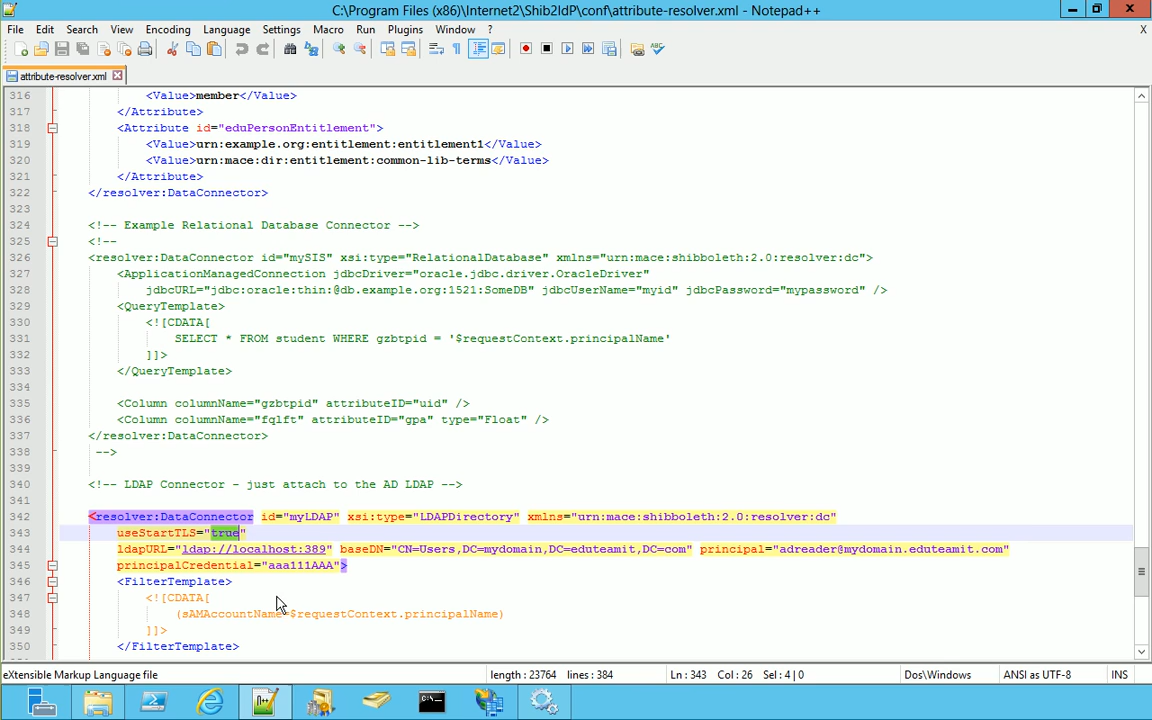 C:\Program Files (x86)\Internet2\Shib2IdP\conf\attribute-resolver.xml - Notepad++
File Edit Search View Encoding Language Settings Macro Run Plugins Window ? X
attribute-resolver.xml
316 <Value>member</Value>
317 </Attribute>
318 <Attribute id="eduPersonEntitlement">
319 <Value>urn:example.org:entitlement:entitlement1</Value>
320 <Value>urn:mace:dir:entitlement:common-lib-terms</Value>
321 </Attribute>
322 </resolver:DataConnector>
323
324 <!-- Example Relational Database Connector -->
325 <!--
326 <resolver:DataConnector id="mySIS" xsi:type="RelationalDatabase" xmlns="urn:mace:shibboleth:2.0:resolver:dc">
327 <ApplicationManagedConnection jdbcDriver="oracle.jdbc.driver.OracleDriver"
328 jdbcURL="jdbc:oracle:thin:@db.example.org:1521:SomeDB" jdbcUserName="myid" jdbcPassword="mypassword" />
329 <QueryTemplate>
330 <![CDATA[
331 SELECT * FROM student WHERE gzbtpid = '$requestContext.principalName'
332 ]]>
333 </QueryTemplate>
334
335 <Column columnName="gzbtpid" attributeID="uid" />
336 <Column columnName="fqlft" attributeID="gpa" type="Float" />
337 </resolver:DataConnector>
338 -->
339
340 <!-- LDAP Connector - just attach to the AD LDAP -->
341
342 <resolver:DataConnector id="myLDAP" xsi:type="LDAPDirectory" xmlns="urn:mace:shibboleth:2.0:resolver:dc"
343 useStartTLS="true"
344 ldapURL="ldap://localhost:389" baseDN="CN=Users,DC=mydomain,DC=eduteamit,DC=com" principal="adreader@mydomain.eduteamit.com"
345 principalCredential="aaa111AAA">
346 <FilterTemplate>
347 <![CDATA[
348 (sAMAccountName=$requestContext.principalName)
349 ]]>
350 </FilterTemplate>
eXtensible Markup Language file length : 23764 lines : 384 Ln : 343 Col : 26 Sel : 4 | 0 Dos\Windows ANSI as UTF-8 INS